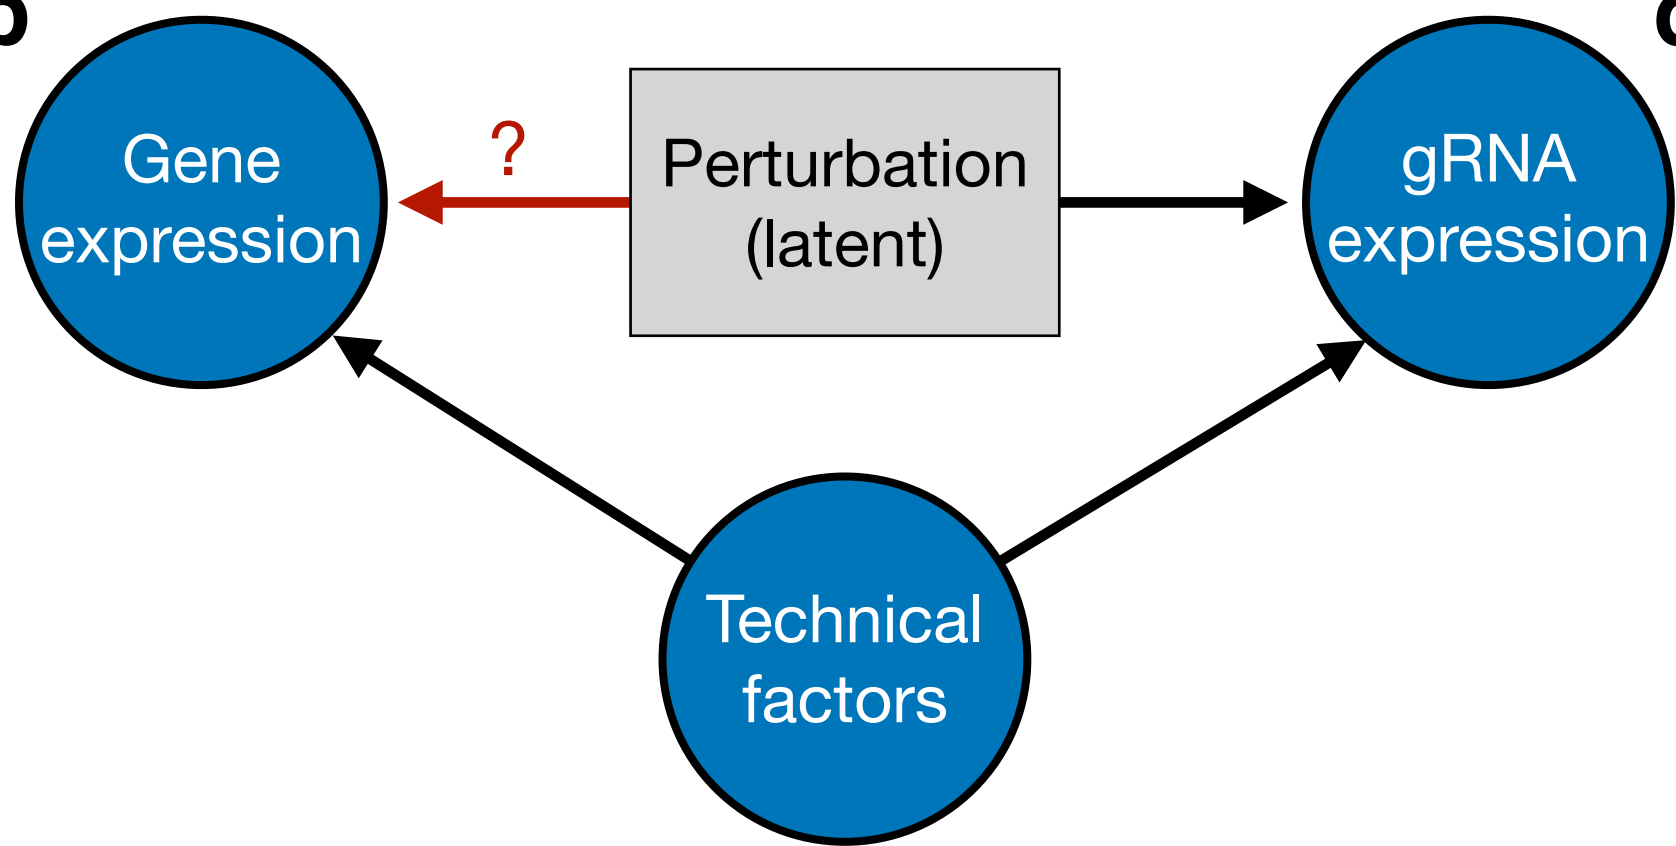 b
Gene
expression
?
Perturbation
(latent)
gRNA
expression
Technical
factors